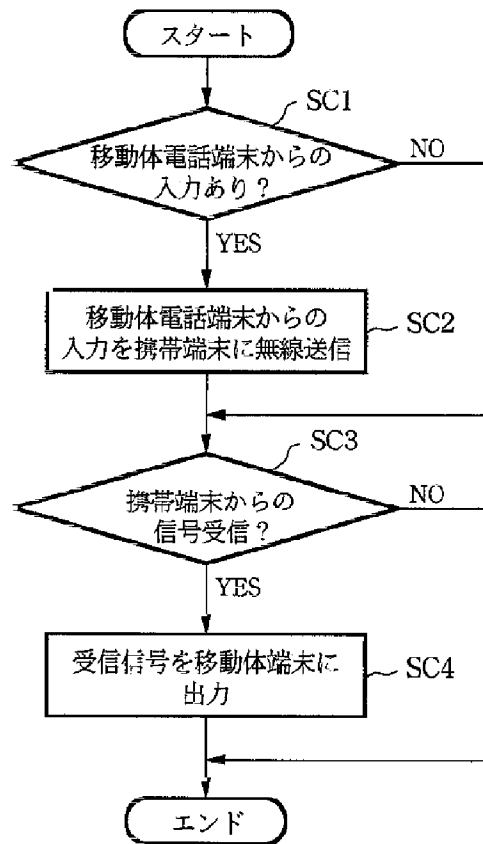 スタート
SC1
移動体電話端末からの
入力あり？
NO
YES
移動体電話端末からの
入力を携帯端末に無線送信
SC2
SC3
携帯端末からの
信号受信？
NO
YES
受信信号を移動体端末に
出力
SC4
エンド